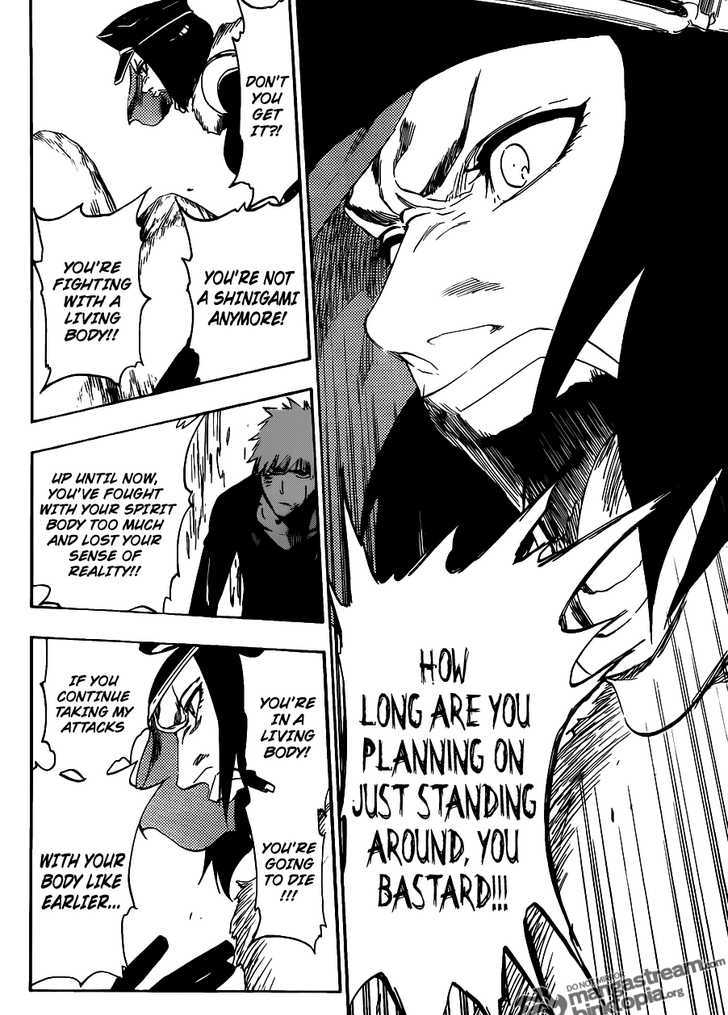 HOW
LONG ARE YOU
PLANNING ON
JUST STANDING
AROUND, YOU
BASTARD!!!
DON'T
YOU
GET
IT?!
YOU'RE NOT
A SHINIGAMI
ANYMORE!
YOU'RE
FIGHTING
WITH A
LIVING
BODY!!
UP UNTIL NOW,
YOU'VE FOUGHT
WITH YOUR SPIRIT
BODY TOO MUCH
AND LOST YOUR
SENSE OF
REALITY!!
YOU'RE
IN A
LIVING
BODY!
IF YOU
CONTINUE
TAKING MY
ATTACKS
WITH YOUR
BODY LIKE
EARLIER...
YOU'RE
GOING
TO DIE
!!!
DO NOT MIRROR
mangastream.com
binktopia.org